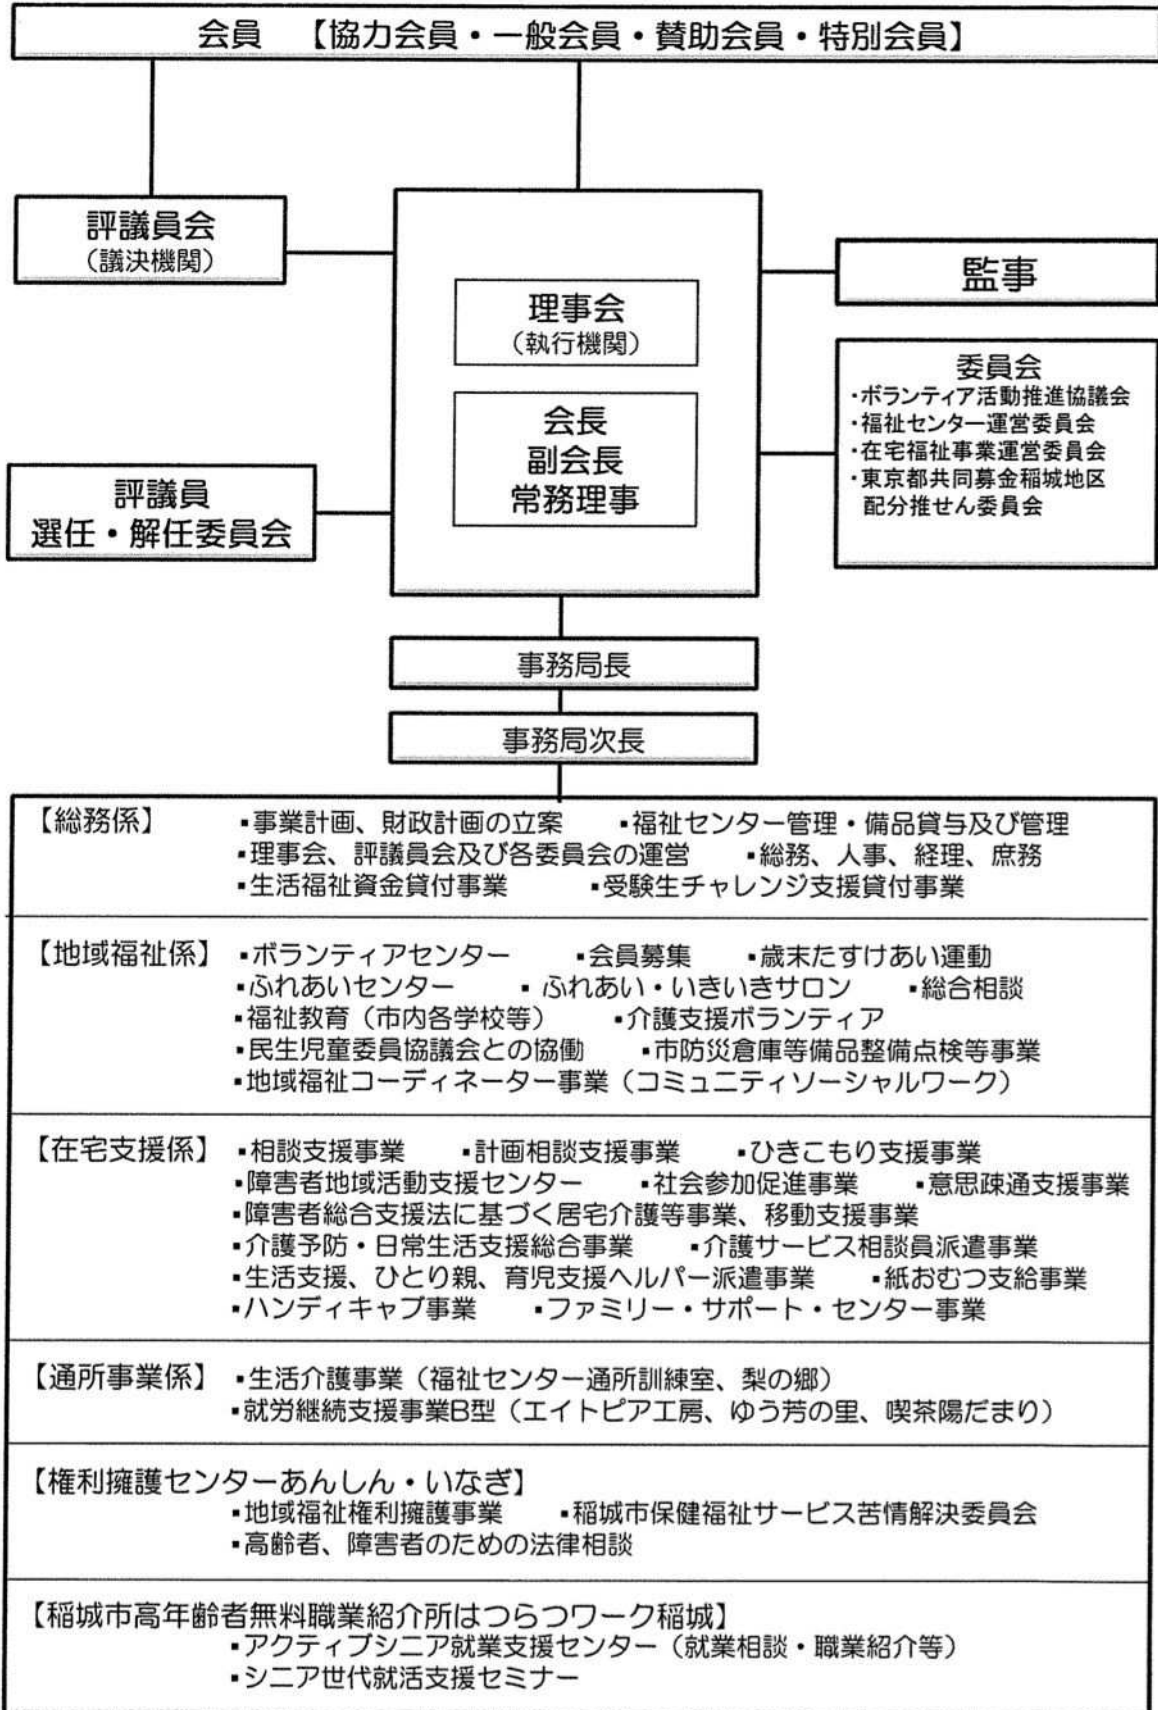 会員　【協力会員・一般会員・賛助会員・特別会員】
評議員会
（議決機関）
理事会
（執行機関）
会長
副会長
常務理事
監事
委員会
・ボランティア活動推進協議会
・福祉センター運営委員会
・在宅福祉事業運営委員会
・東京都共同募金稲城地区
配分推せん委員会
評議員
選任・解任委員会
事務局長
事務局次長
【総務係】　▪事業計画、財政計画の立案　▪福祉センター管理・備品貸与及び管理
▪理事会、評議員会及び各委員会の運営　▪総務、人事、経理、庶務
▪生活福祉資金貸付事業　▪受験生チャレンジ支援貸付事業
【地域福祉係】　▪ボランティアセンター　▪会員募集　▪歳末たすけあい運動
▪ふれあいセンター　▪ふれあい・いきいきサロン　▪総合相談
▪福祉教育（市内各学校等）　▪介護支援ボランティア
▪民生児童委員協議会との協働　▪市防災倉庫等備品整備点検等事業
▪地域福祉コーディネーター事業（コミュニティソーシャルワーク）
【在宅支援係】　▪相談支援事業　▪計画相談支援事業　▪ひきこもり支援事業
▪障害者地域活動支援センター　▪社会参加促進事業　▪意思疎通支援事業
▪障害者総合支援法に基づく居宅介護等事業、移動支援事業
▪介護予防・日常生活支援総合事業　▪介護サービス相談員派遣事業
▪生活支援、ひとり親、育児支援ヘルパー派遣事業　▪紙おむつ支給事業
▪ハンディキャブ事業　▪ファミリー・サポート・センター事業
【通所事業係】　▪生活介護事業（福祉センター通所訓練室、梨の郷）
▪就労継続支援事業B型（エイトピア工房、ゆう芳の里、喫茶陽だまり）
【権利擁護センターあんしん・いなぎ】
▪地域福祉権利擁護事業　▪稲城市保健福祉サービス苦情解決委員会
▪高齢者、障害者のための法律相談
【稲城市高年齢者無料職業紹介所はつらつワーク稲城】
▪アクティブシニア就業支援センター（就業相談・職業紹介等）
▪シニア世代就活支援セミナー